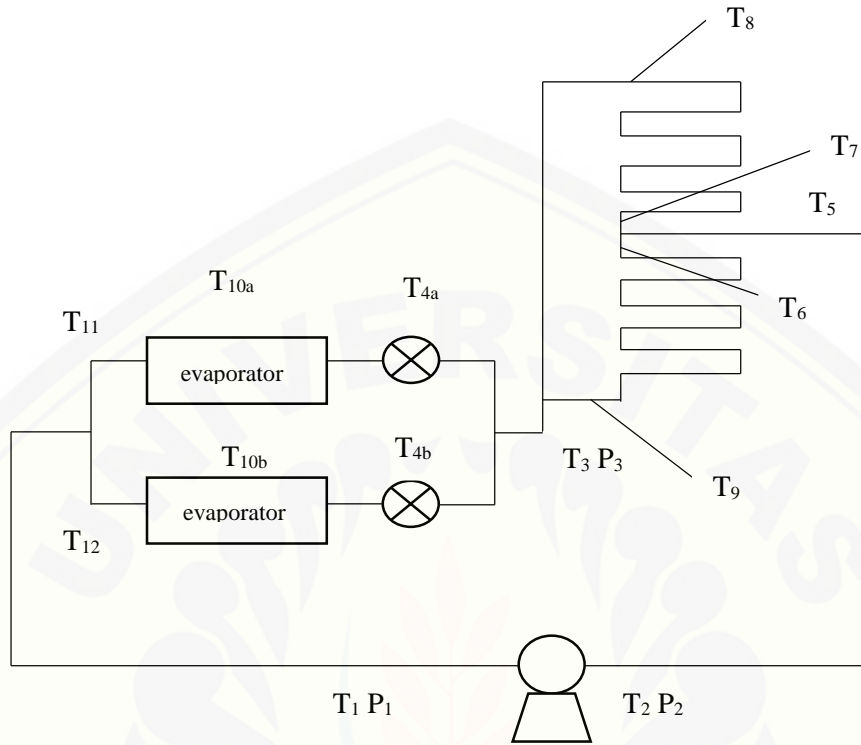 T8
T7
T5
T10a
T4a
T6
T11
evaporator
T10b
T4b
T3 P3
T9
evaporator
T12
T1 P1
T2 P2
UNIVERSITAS